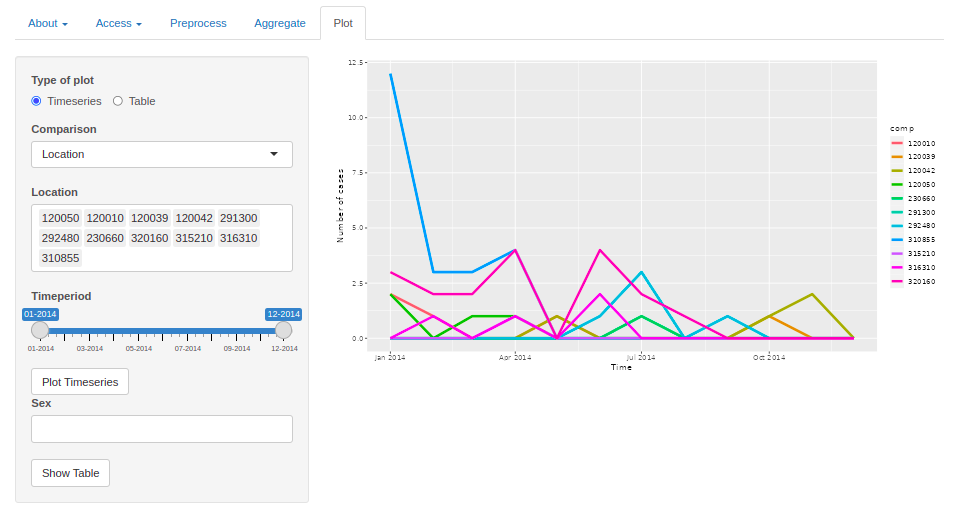 About Access Preprocess Aggregate Plot
Type of plot
Timeseries Table
Comparison
Location
Location
120050 120010 120039 120042 291300
292480 230660 320160 315210 316310
310855
Timeperiod
01-2014 12-2014
01-2014 03-2014 05-2014 07-2014 09-2014 12-2014
Plot Timeseries
Sex
Show Table
Number of cases
12.5
10.0
7.5
5.0
2.5
0.0
Jan 2014 Apr 2014 Jul 2014 Oct 2014
Time
comp
120010
120039
120042
120050
230660
291300
292480
310855
315210
316310
320160